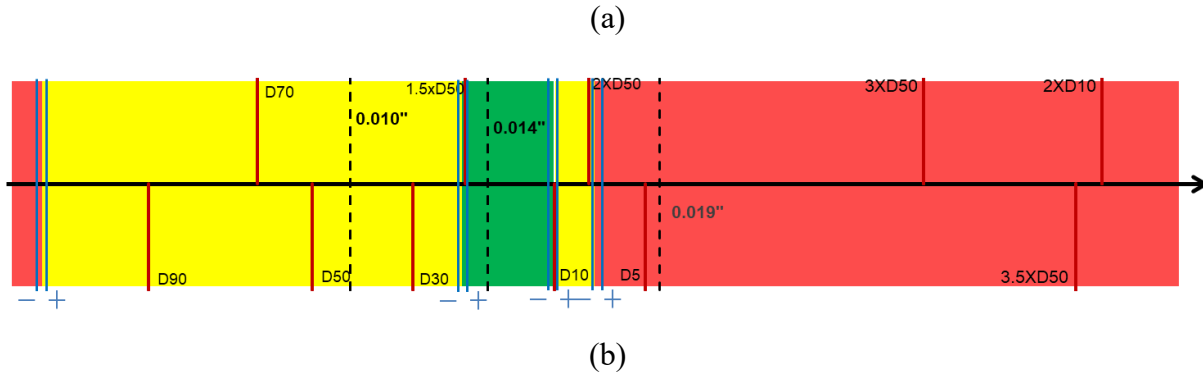 (a)
D70
1.5xD50
2XD50
3XD50
2XD10
0.010"
0.014"
0.019"
D90
D50
D30
D10
D5
3.5XD50
− +
− +
− +
− +
(b)